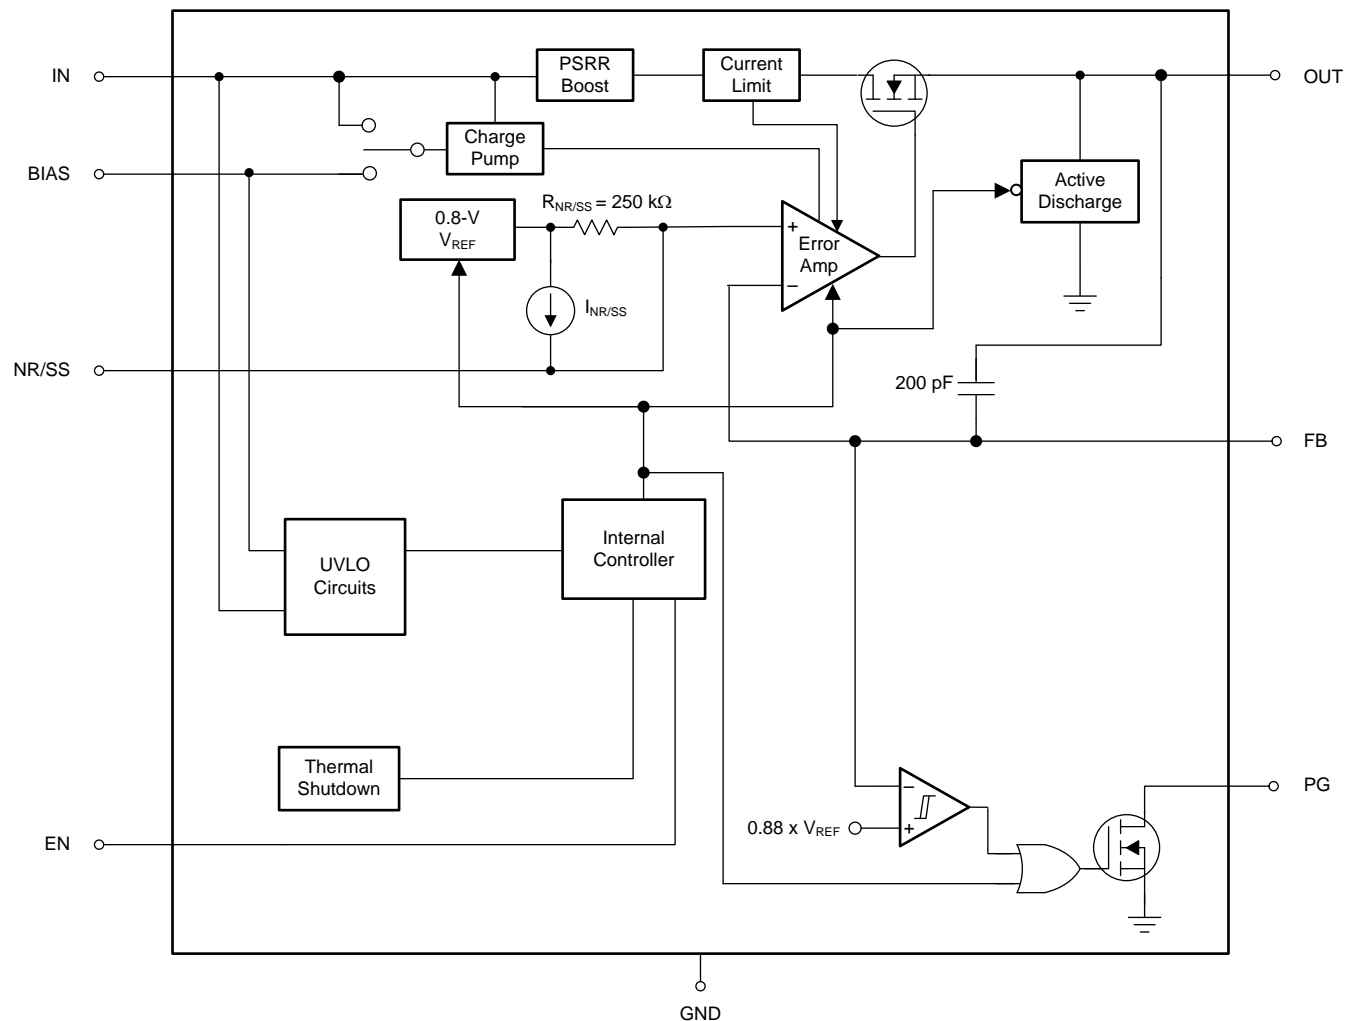 IN
PSRR
Boost
Current
Limit
OUT
Charge
Pump
BIAS
Active
Discharge
0.8-V
VREF
RNR/SS = 250 kΩ
+
Error
Amp
−
INR/SS
NR/SS
200 pF
FB
Internal
Controller
UVLO
Circuits
Thermal
Shutdown
PG
−
0.88 x VREF
+
EN
GND